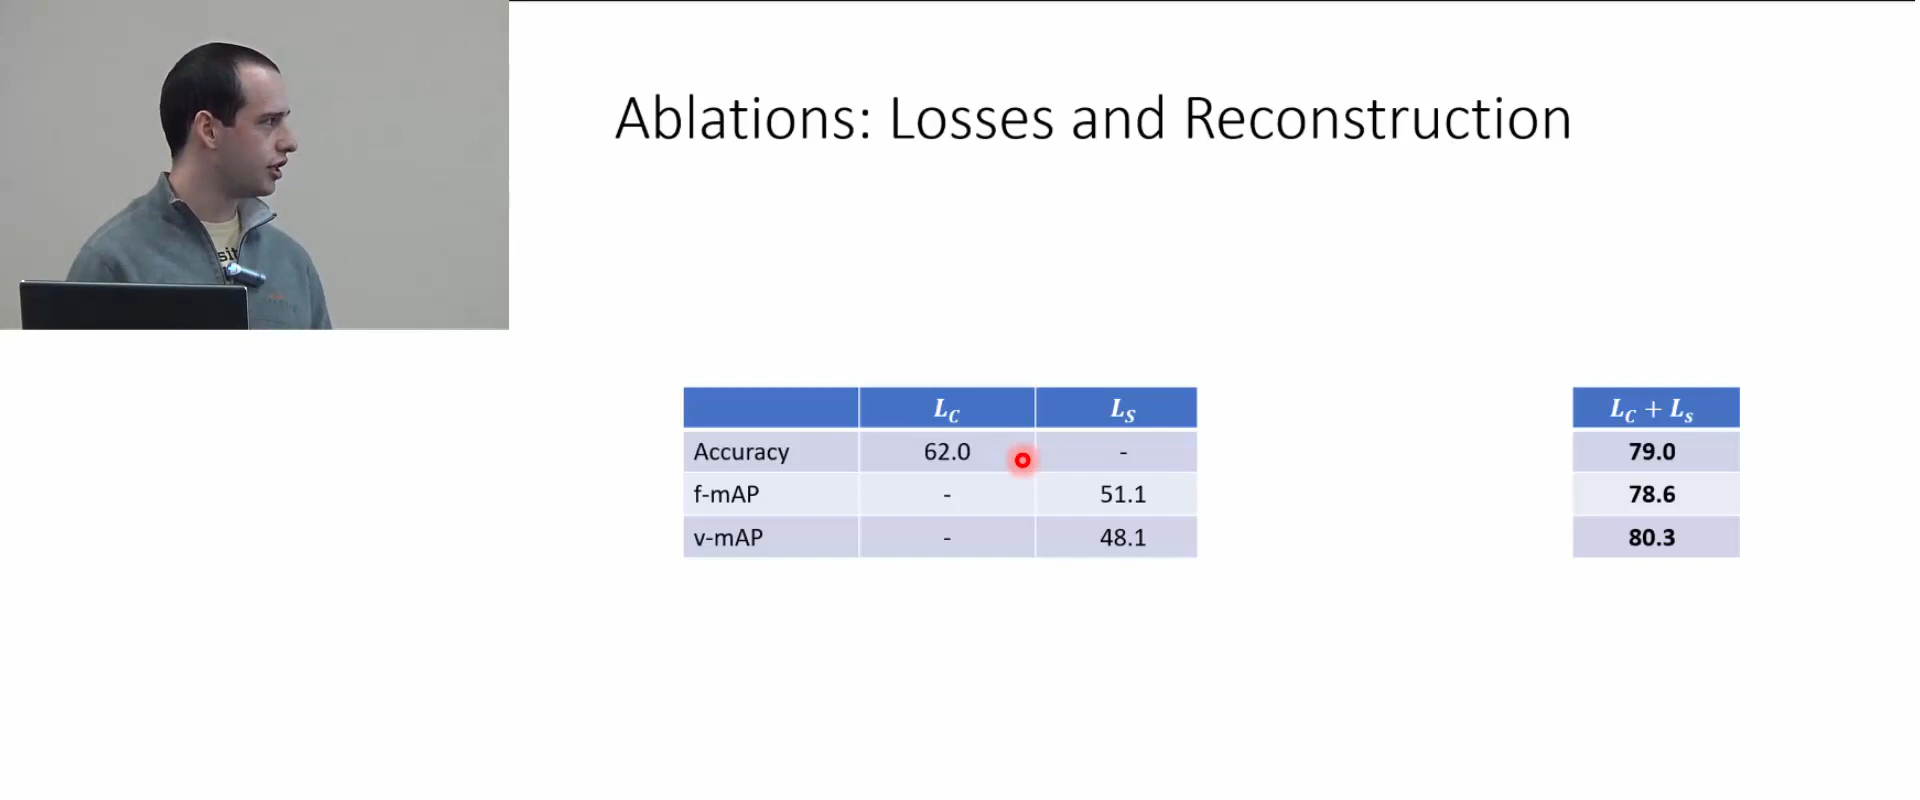 Ablations: Losses and Reconstruction
L_C L_S L_C + L_s
Accuracy 62.0 - 79.0
f-mAP - 51.1 78.6
v-mAP - 48.1 80.3